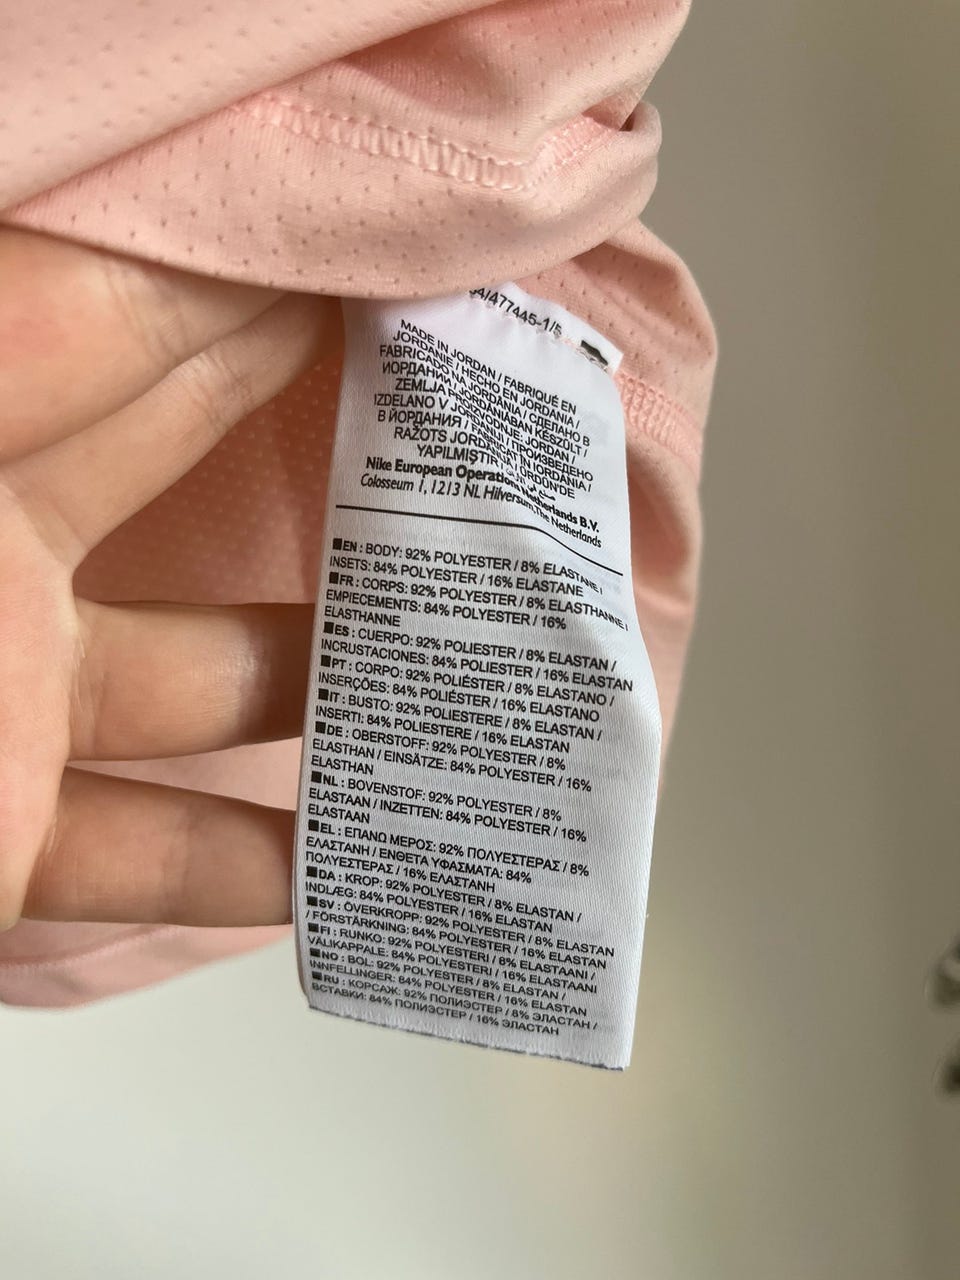 4/477445-1/5
MADE IN JORDAN / FABRIQUÉ EN
JORDANIE / HECHO EN JORDANIA /
FABRICADO NA JORDÂNIA / СДЕЛАНО В
ИОРДАНИИ / JORDÁNIÁBAN KÉSZÜLT /
ZEMLJA PROIZVODNJE: JORDAN /
IZDELANO V JORDANIJI / ПРОИЗВЕДЕНО
В ЙОРДАНИЯ / FABRICAT ÎN IORDANIA /
RAŽOTS ÜRDÜN'DE
YAPILMIŞTIR
Nike European Operations Netherlands B.V.
Colosseum 1, 1213 NL Hilversum, The Netherlands
EN : BODY: 92% POLYESTER / 8% ELASTANE /
INSETS: 84% POLYESTER / 16% ELASTANE
FR : CORPS: 92% POLYESTER / 8% ELASTHANNE /
EMPIECEMENTS: 84% POLYESTER / 16%
ELASTHANNE
ES : CUERPO: 92% POLIESTER / 8% ELASTAN /
INCRUSTACIONES: 84% POLIESTER / 16% ELASTAN
PT : CORPO: 92% POLIÉSTER / 8% ELASTANO /
INSERÇÕES: 84% POLIÉSTER / 16% ELASTANO
IT : BUSTO: 92% POLIESTERE / 8% ELASTAN /
INSERTI: 84% POLIESTERE / 16% ELASTAN
DE : OBERSTOFF: 92% POLYESTER / 8%
ELASTHAN / EINSÄTZE: 84% POLYESTER / 16%
ELASTHAN
NL : BOVENSTOF: 92% POLYESTER / 8%
ELASTAAN / INZETTEN: 84% POLYESTER / 16%
ELASTAAN
EL : ΕΠΑΝΩ ΜΕΡΟΣ: 92% ΠΟΛΥΕΣΤΕΡΑΣ / 8%
ΕΛΑΣΤΑΝΗ / ΕΝΘΕΤΑ ΥΦΑΣΜΑΤΑ: 84%
ΠΟΛΥΕΣΤΕΡΑΣ / 16% ΕΛΑΣΤΑΝΗ
DA : KROP: 92% POLYESTER / 8% ELASTAN /
INDLÆG: 84% POLYESTER / 16% ELASTAN
SV : ÖVERKROPP: 92% POLYESTER / 8% ELASTAN
/ FÖRSTÄRKNING: 84% POLYESTER / 16% ELASTAN
FI : RUNKO: 92% POLYESTERI / 8% ELASTAANI /
VÄLIKAPPALE: 84% POLYESTERI / 16% ELASTAANI
NO : BOL: 92% POLYESTER / 8% ELASTAN /
INNFELLINGER: 84% POLYESTER / 16% ELASTAN
RU : КОРСАЖ: 92% ПОЛИЭСТЕР / 8% ЭЛАСТАН /
ВСТАВКИ: 84% ПОЛИЭСТЕР / 16% ЭЛАСТАН